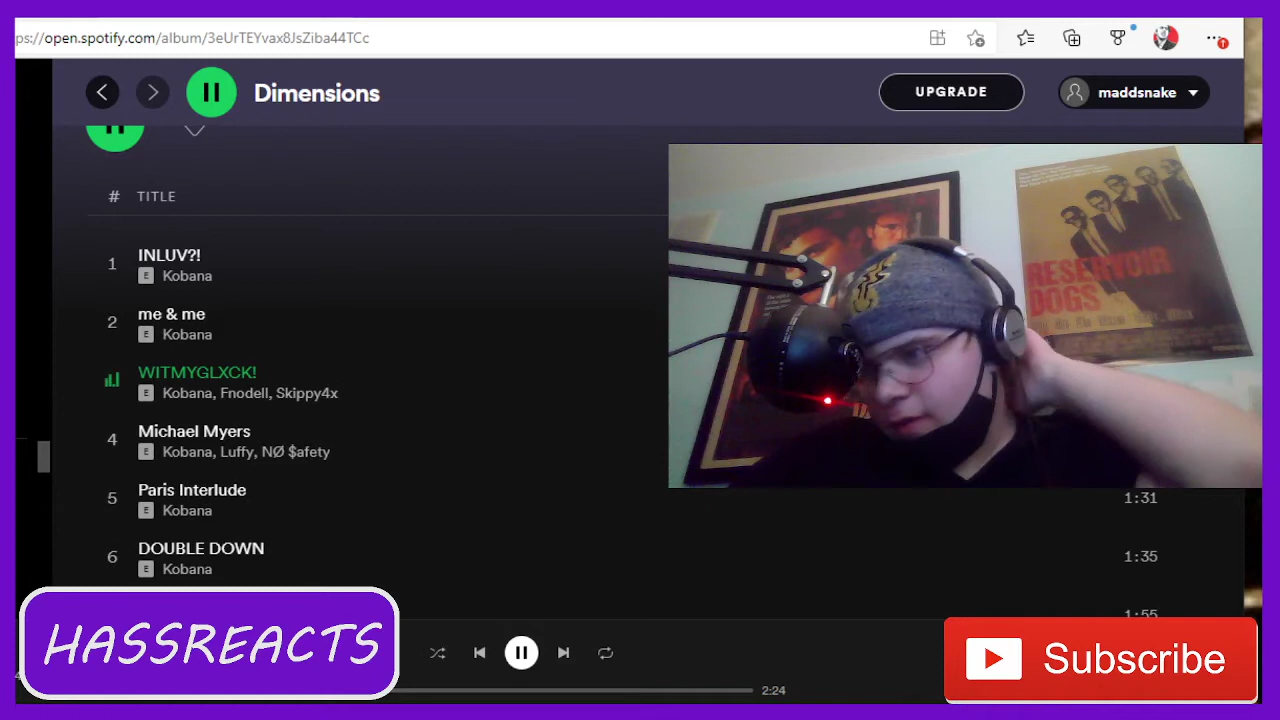 ps://open.spotify.com/album/3eUrTEYvax8JsZiba44TCc
Dimensions
UPGRADE
maddsnake
# TITLE
1
INLUV?!
E Kobana
2
me & me
E Kobana
WITMYGLXCK!
Kobana, Fnodell, Skippy4x
4
Michael Myers
E Kobana, Luffy, NØ $afety
5
Paris Interlude
E Kobana
1:31
6
DOUBLE DOWN
E Kobana
1:35
1:55
RESERVOIR
DOGS
HASSREACTS
2:24
Subscribe